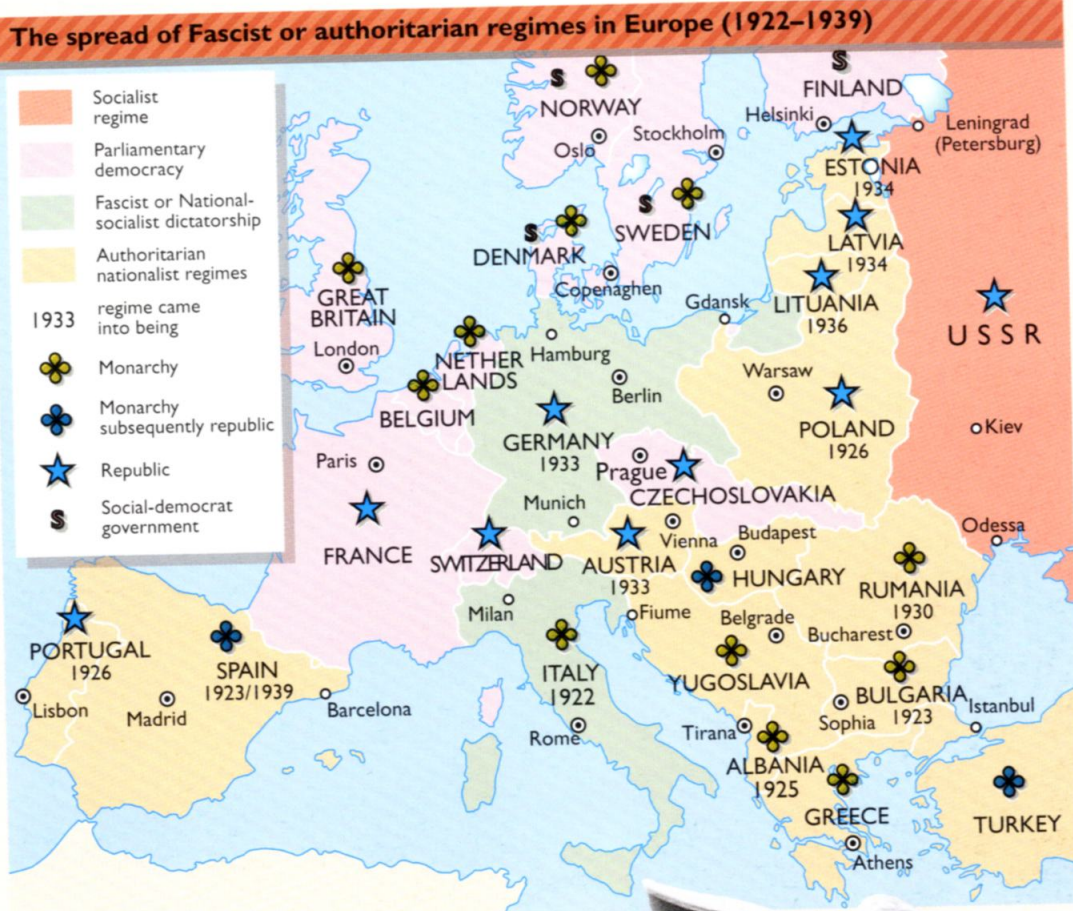 The spread of Fascist or authoritarian regimes in Europe (1922–1939)
Socialist
regime
Parliamentary
democracy
Fascist or National-
socialist dictatorship
Authoritarian
nationalist regimes
1933
regime came
into being
Monarchy
Monarchy
subsequently republic
Republic
S
Social-democrat
government
S
NORWAY
Oslo
Stockholm
S
SWEDEN
S
FINLAND
Helsinki
Leningrad
(Petersburg)
ESTONIA
1934
LATVIA
1934
LITUANIA
1936
S
DENMARK
Copenaghen
Gdansk
GREAT
BRITAIN
London
NETHER
LANDS
BELGIUM
Hamburg
Berlin
GERMANY
1933
Munich
Warsaw
POLAND
1926
USSR
Kiev
Odessa
Paris
FRANCE
SWITZERLAND
Prague
CZECHOSLOVAKIA
Vienna
AUSTRIA
1933
Budapest
HUNGARY
RUMANIA
1930
Bucharest
Milan
Fiume
Belgrade
YUGOSLAVIA
ITALY
1922
Rome
PORTUGAL
1926
Lisbon
SPAIN
1923/1939
Madrid
Barcelona
BULGARIA
1923
Sophia
Istanbul
Tirana
ALBANIA
1925
GREECE
Athens
TURKEY